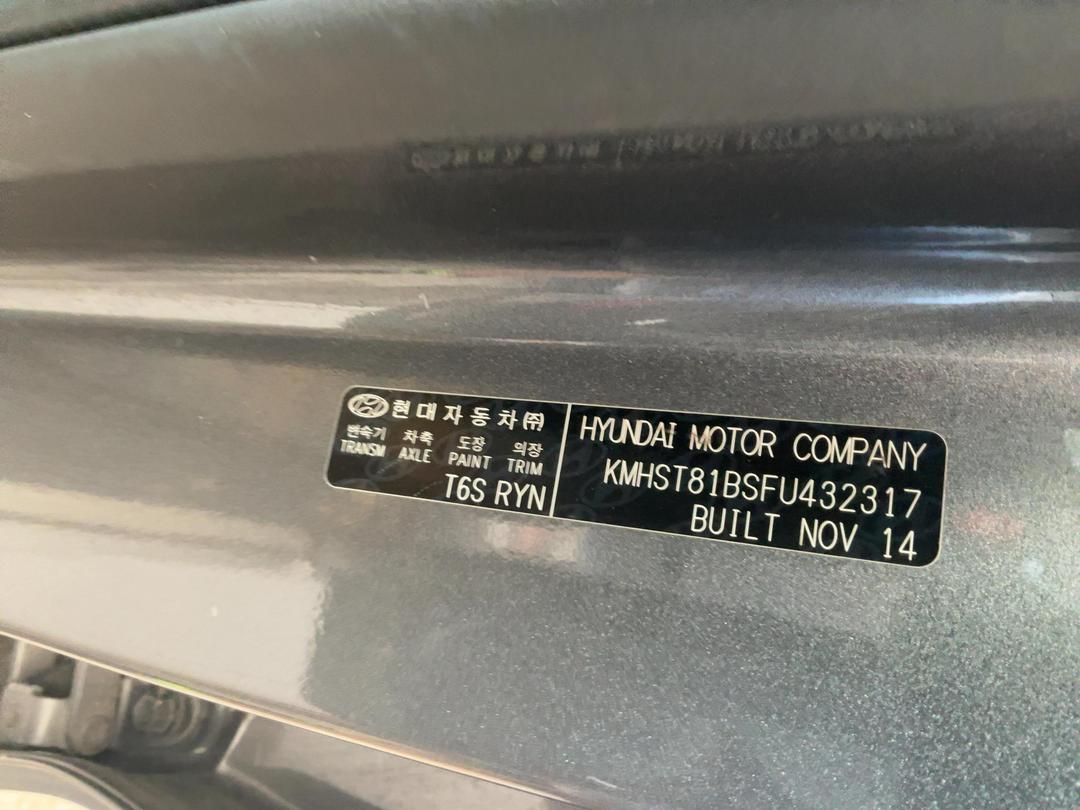 현대자동차㈜
변속기 차축 도장 의장
TRANSM AXLE PAINT TRIM
T6S RYN
HYUNDAI MOTOR COMPANY
KMHST81BSFU432317
BUILT NOV 14